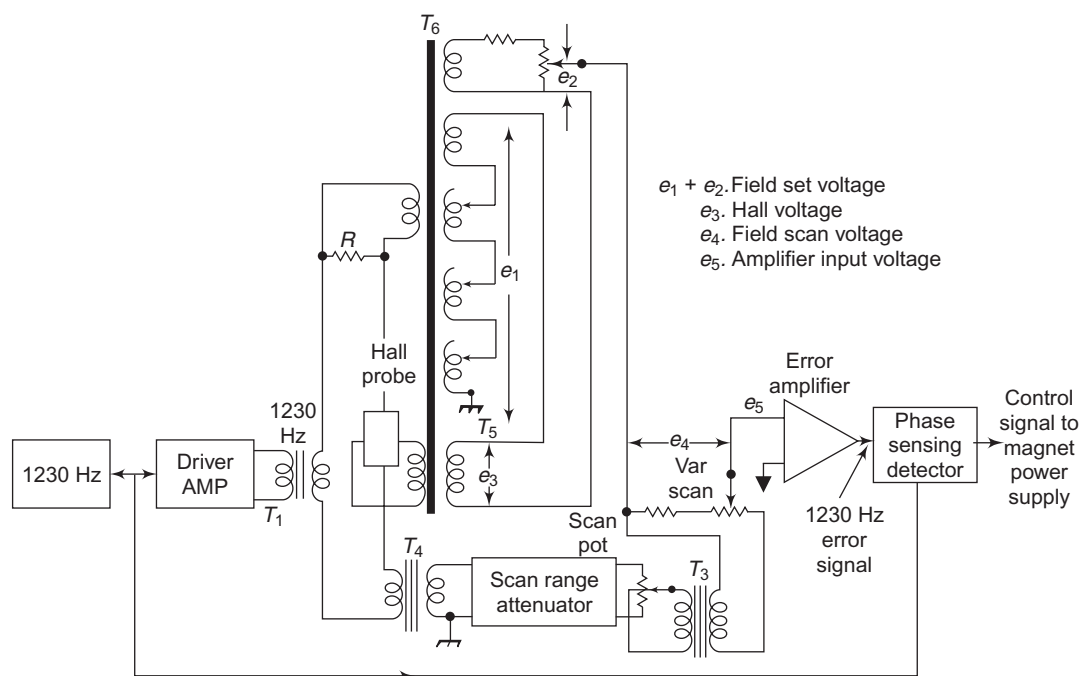 T6
e2
e1 + e2. Field set voltage
e3. Hall voltage
e4. Field scan voltage
e5. Amplifier input voltage
R
e1
Hall
probe
Error
amplifier
1230
Hz
T5
e5
Control
signal to
magnet
power
supply
1230 Hz
Driver
AMP
T1
e3
e4
Var
scan
Phase
sensing
detector
Scan
pot
1230 Hz
error
signal
T4
Scan range
attenuator
T3